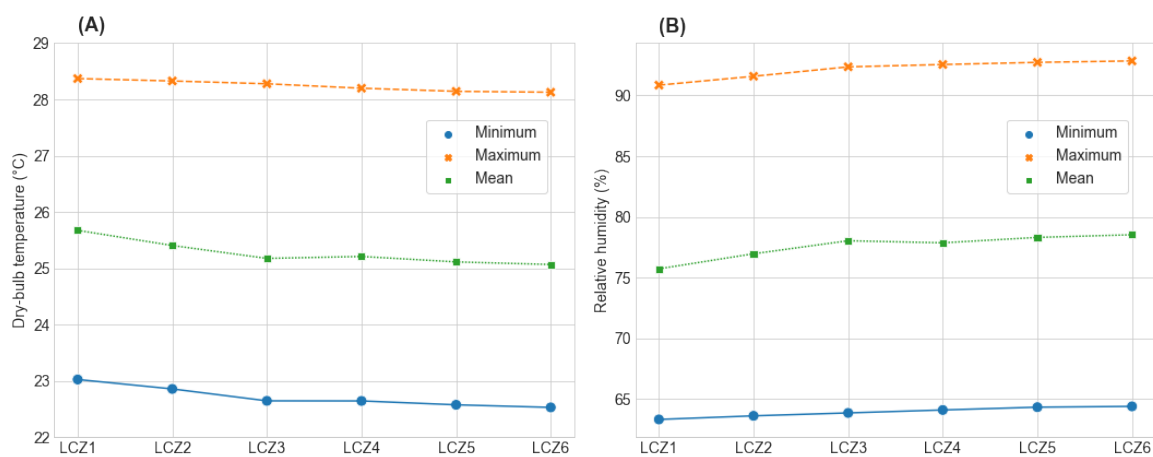 (A)
Dry-bulb temperature (°C)
29
28
27
26
25
24
23
22
Minimum
Maximum
Mean
LCZ1 LCZ2 LCZ3 LCZ4 LCZ5 LCZ6
(B)
Relative humidity (%)
90
85
80
75
70
65
Minimum
Maximum
Mean
LCZ1 LCZ2 LCZ3 LCZ4 LCZ5 LCZ6